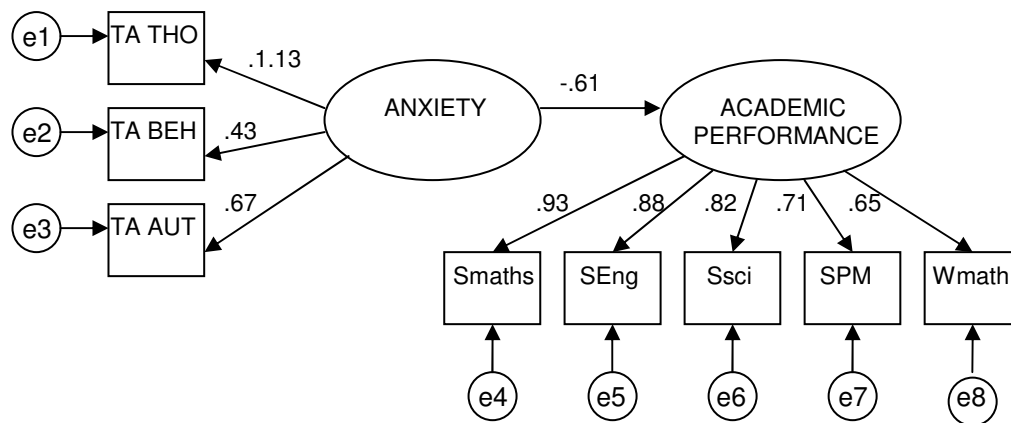 e1
TA THO
.1.13
e2
TA BEH
.43
e3
TA AUT
.67
ANXIETY
-.61
ACADEMIC
PERFORMANCE
.93
.88
.82
.71
.65
Smaths
SEng
Ssci
SPM
Wmath
e4
e5
e6
e7
e8